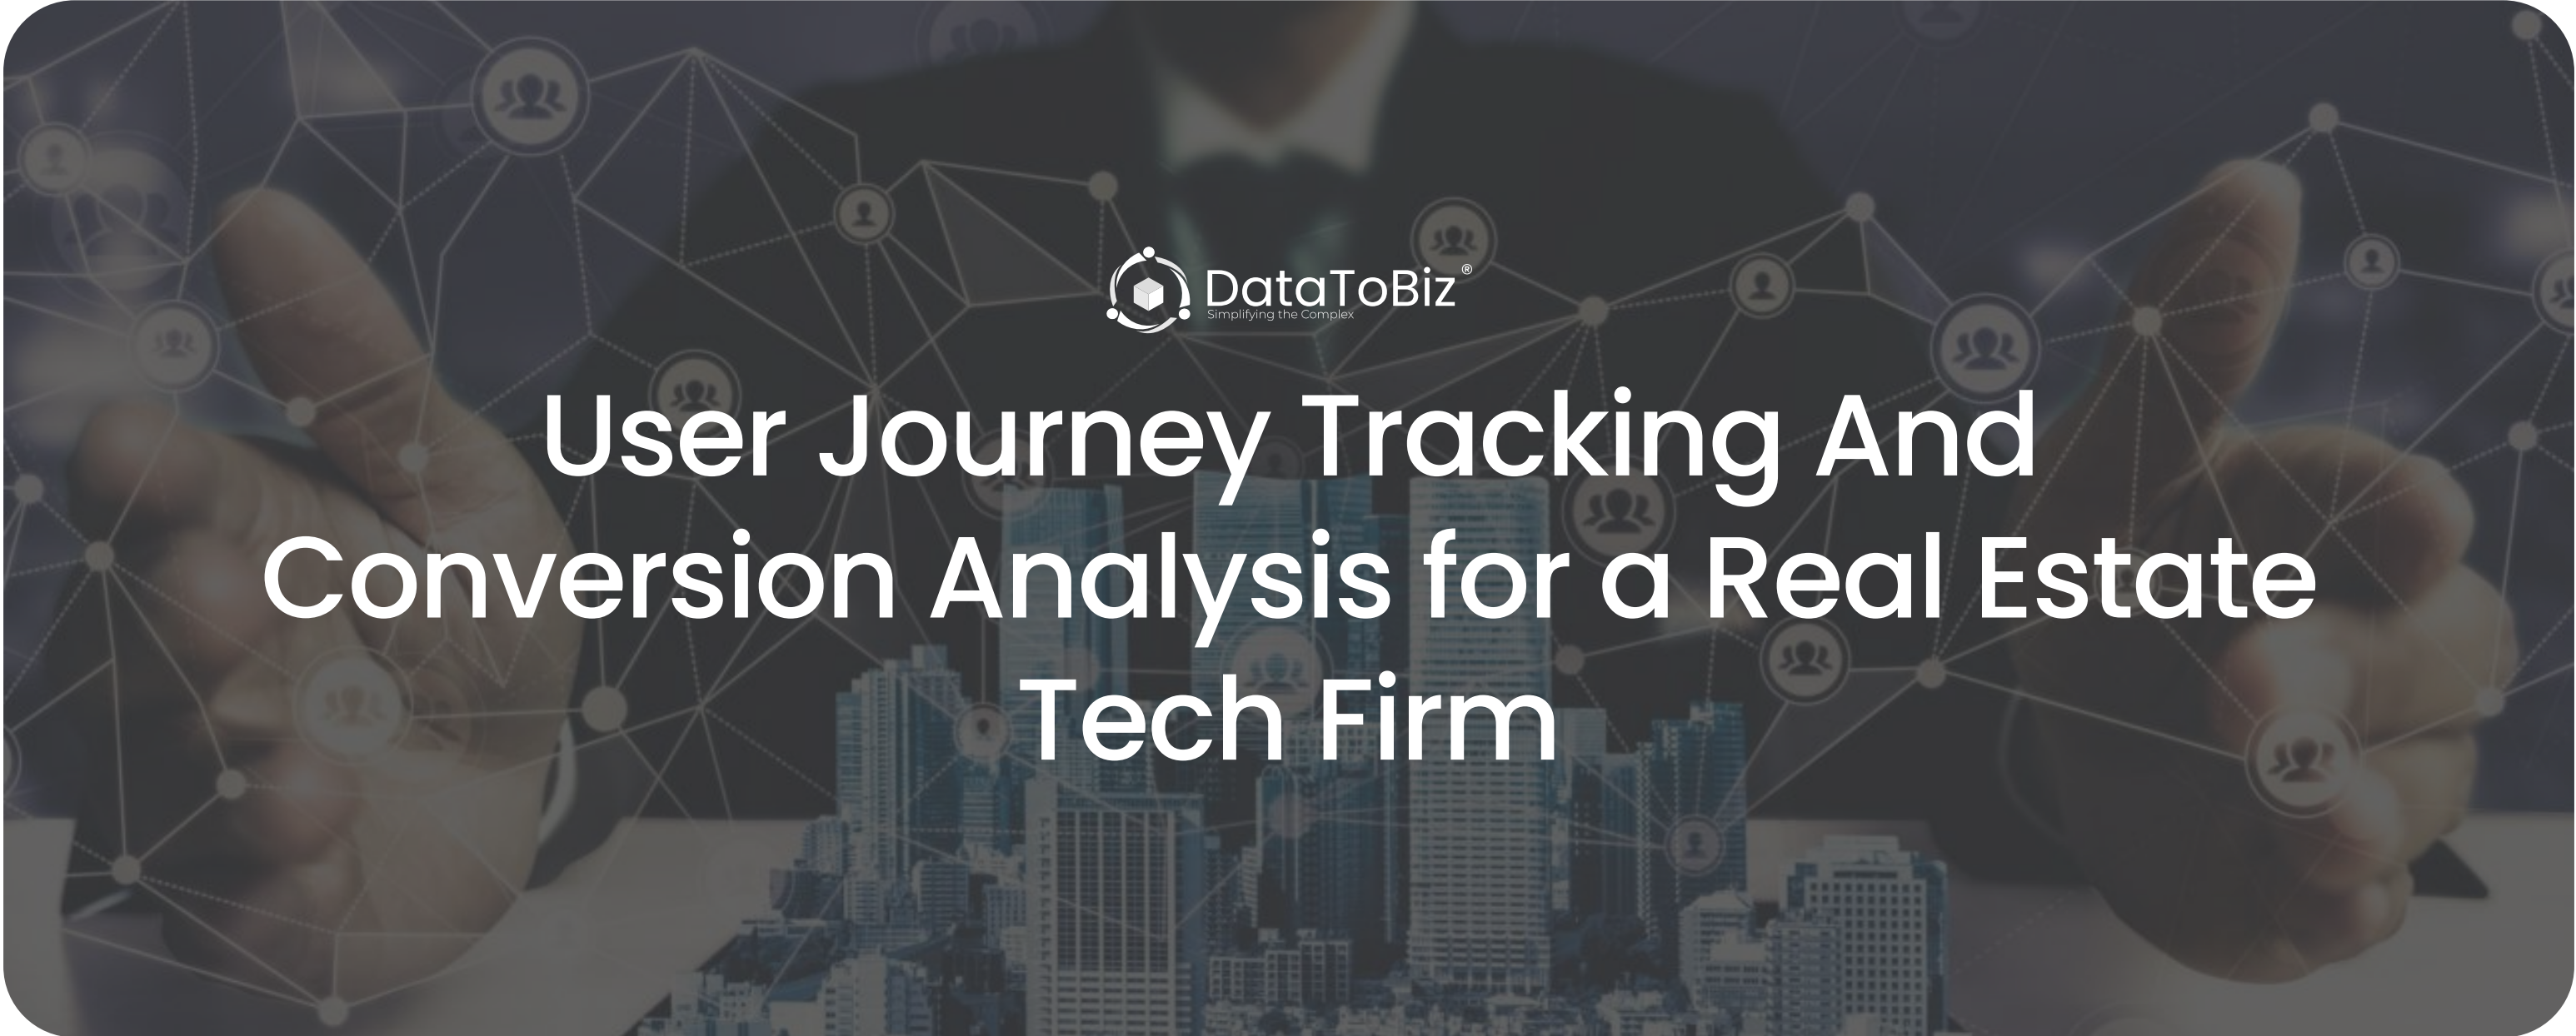 DataToBiz®
Simplifying the Complex
User Journey Tracking And
Conversion Analysis for a Real Estate
Tech Firm